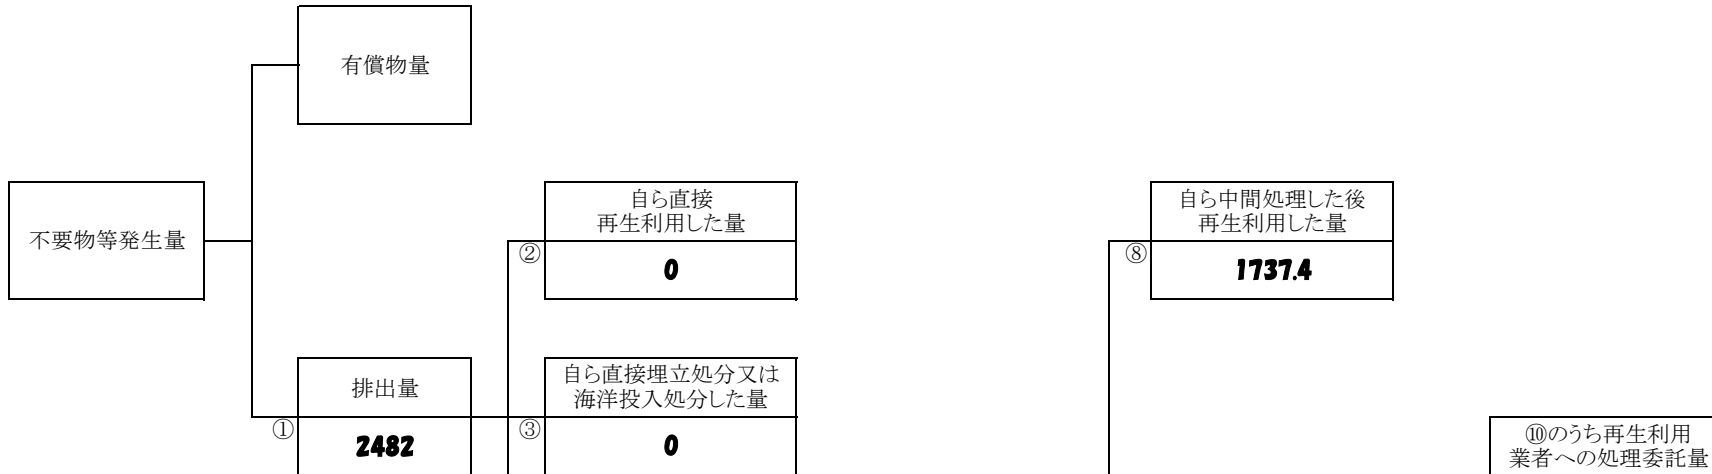 有償物量
不要物等発生量
自ら直接
再生利用した量
②
0
自ら中間処理した後
再生利用した量
⑧
1737.4
排出量
①
2482
自ら直接埋立処分又は
海洋投入処分した量
③
0
⑩のうち再生利用
業者への処理委託量